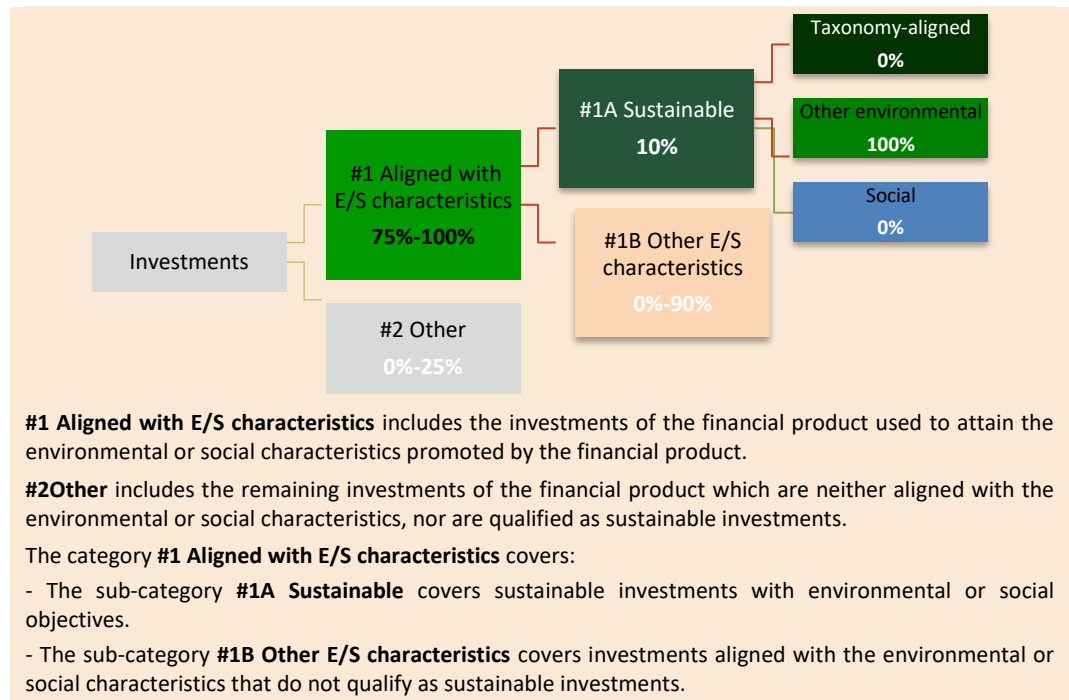 Taxonomy-aligned
0%
#1A Sustainable
10%
Other environmental
100%
#1 Aligned with
E/S characteristics
75%-100%
Social
0%
#1B Other E/S
characteristics
0%-90%
Investments
#2 Other
0%-25%
#1 Aligned with E/S characteristics includes the investments of the financial product used to attain the
environmental or social characteristics promoted by the financial product.
#2Other includes the remaining investments of the financial product which are neither aligned with the
environmental or social characteristics, nor are qualified as sustainable investments.
The category #1 Aligned with E/S characteristics covers:
- The sub-category #1A Sustainable covers sustainable investments with environmental or social
objectives.
- The sub-category #1B Other E/S characteristics covers investments aligned with the environmental or
social characteristics that do not qualify as sustainable investments.